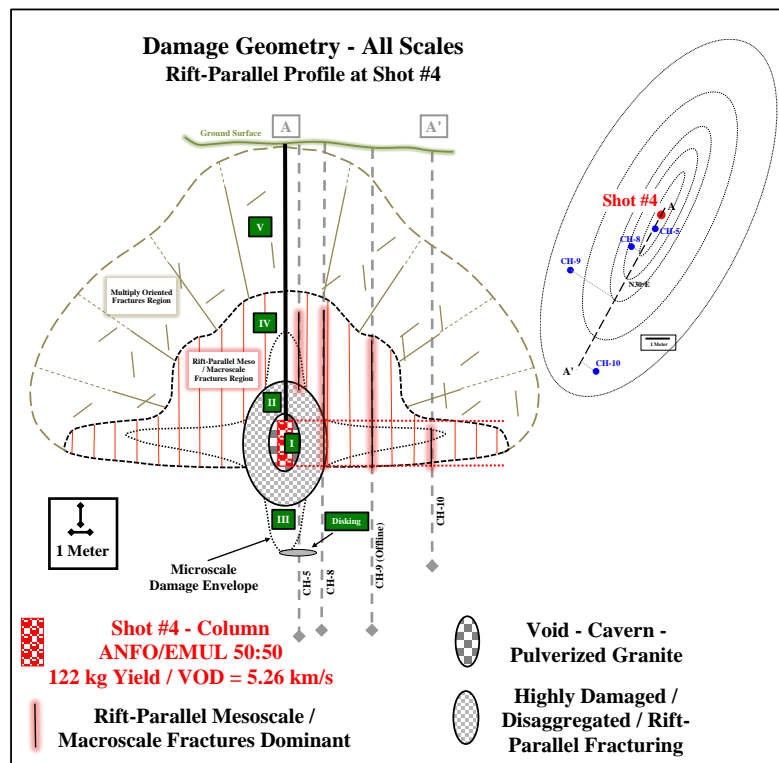 Damage Geometry - All Scales
Rift-Parallel Profile at Shot #4
A
A'
Ground Surface
V
Multiply Oriented
Fractures Region
IV
Rift-Parallel Meso
/ Macroscale
Fractures Region
II
I
III
Disking
1 Meter
Microscale
Damage Envelope
CH-5
CH-8
CH-9 (Offline)
CH-10
Shot #4
A
CH-5
CH-8
CH-9
N30°E
1 Meter
A'
CH-10
Shot #4 - Column
ANFO/EMUL 50:50
122 kg Yield / VOD = 5.26 km/s
Rift-Parallel Mesoscale /
Macroscale Fractures Dominant
Void - Cavern -
Pulverized Granite
Highly Damaged /
Disaggregated / Rift-
Parallel Fracturing